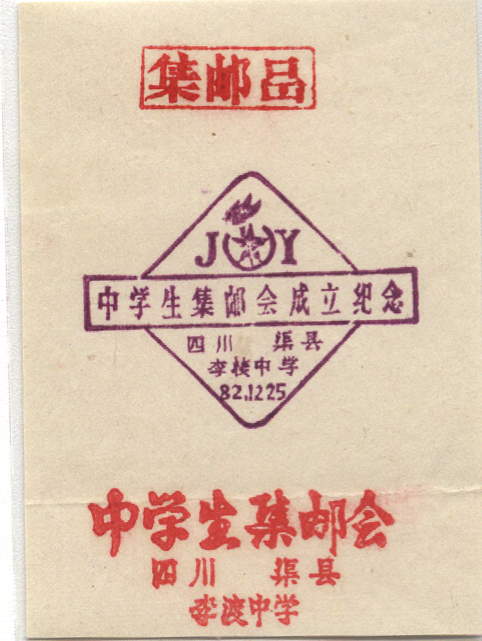 集邮品
J Y
中学生集邮会成立纪念
四川 渠县
李渡中学
82.12.25
中学生集邮会
四川 渠县
李渡中学